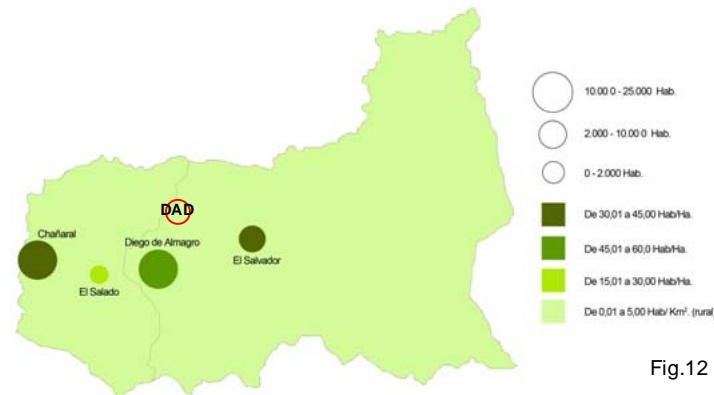 10.00 0 - 25.000 Hab.
2.000 - 10.00 0 Hab.
0 - 2.000 Hab.
DAD
De 30,01 a 45,00 Hab/Ha.
Chañaral
Diego de Almagro
De 45,01 a 60,0 Hab/Ha.
El Salvador
De 15,01 a 30,00 Hab/Ha.
El Salado
De 0,01 a 5,00 Hab/ Km². (rural
Fig.12